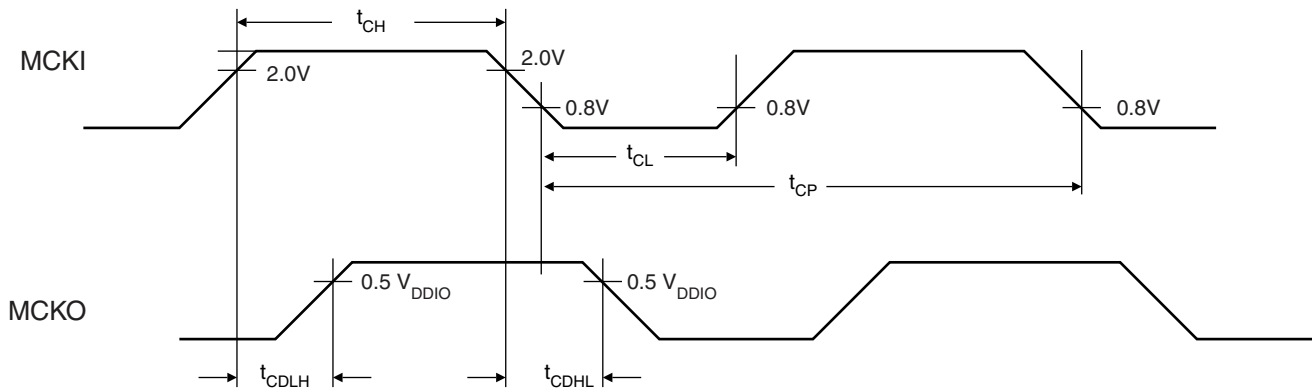 tCH
MCKI
2.0V
2.0V
0.8V
0.8V
0.8V
tCL
tCP
0.5 VDDIO
0.5 VDDIO
MCKO
tCDLH
tCDHL